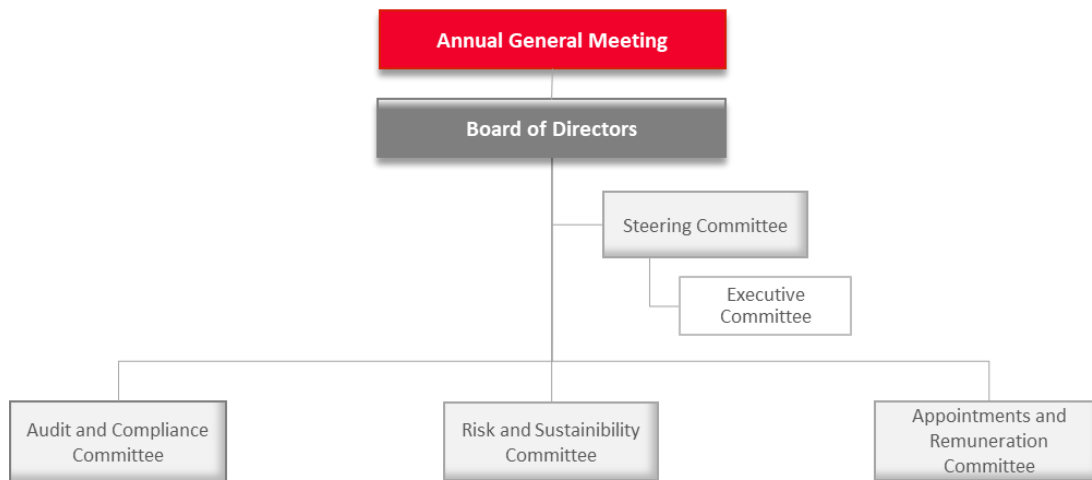 Annual General Meeting
Board of Directors
Steering Committee
Executive
Committee
Audit and Compliance
Committee
Risk and Sustainibility
Committee
Appointments and
Remuneration
Committee